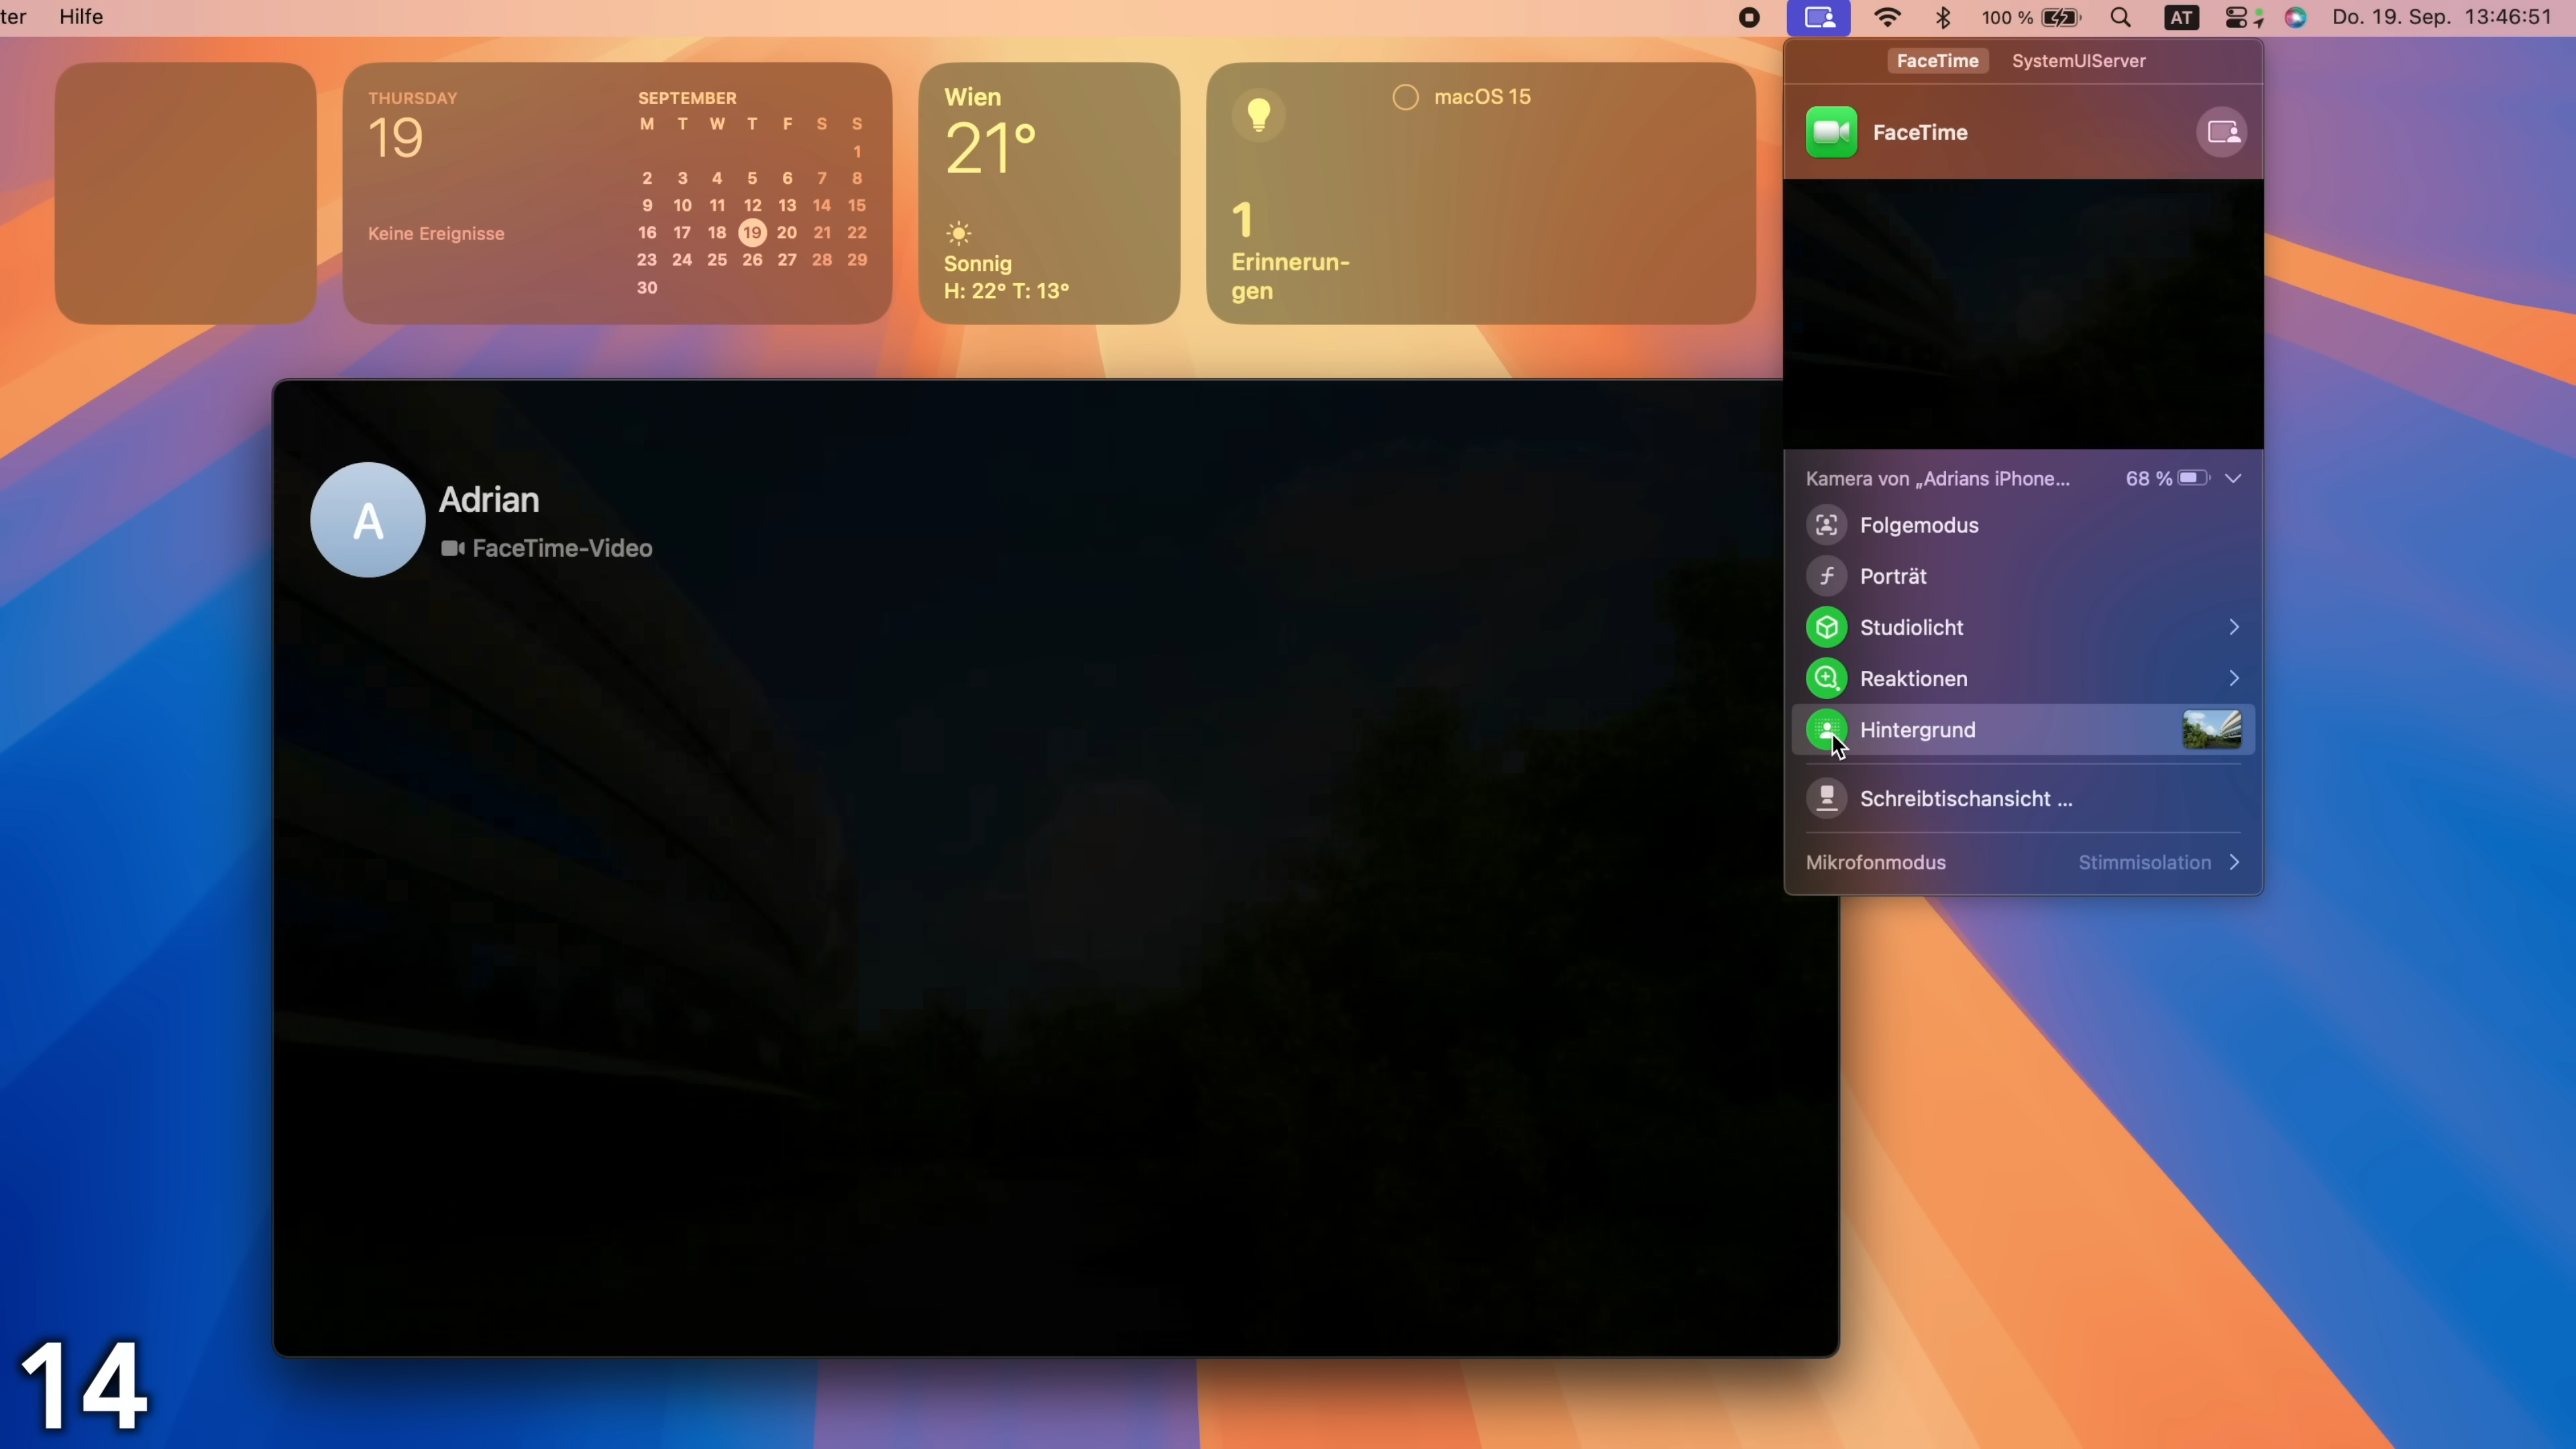 ter Hilfe
100 % AT Do. 19. Sep. 13:46:51
THURSDAY
19
Keine Ereignisse
SEPTEMBER
M T W T F S S
1
2 3 4 5 6 7 8
9 10 11 12 13 14 15
16 17 18 19 20 21 22
23 24 25 26 27 28 29
30
Wien
21°
Sonnig
H: 22° T: 13°
macOS 15
1
Erinnerun-
gen
FaceTime SystemUIServer
FaceTime
Kamera von „Adrians iPhone... 68 %
Folgemodus
Porträt
Studiolicht
Reaktionen
Hintergrund
Schreibtischansicht ...
Mikrofonmodus Stimmisolation
A
Adrian
FaceTime-Video
14